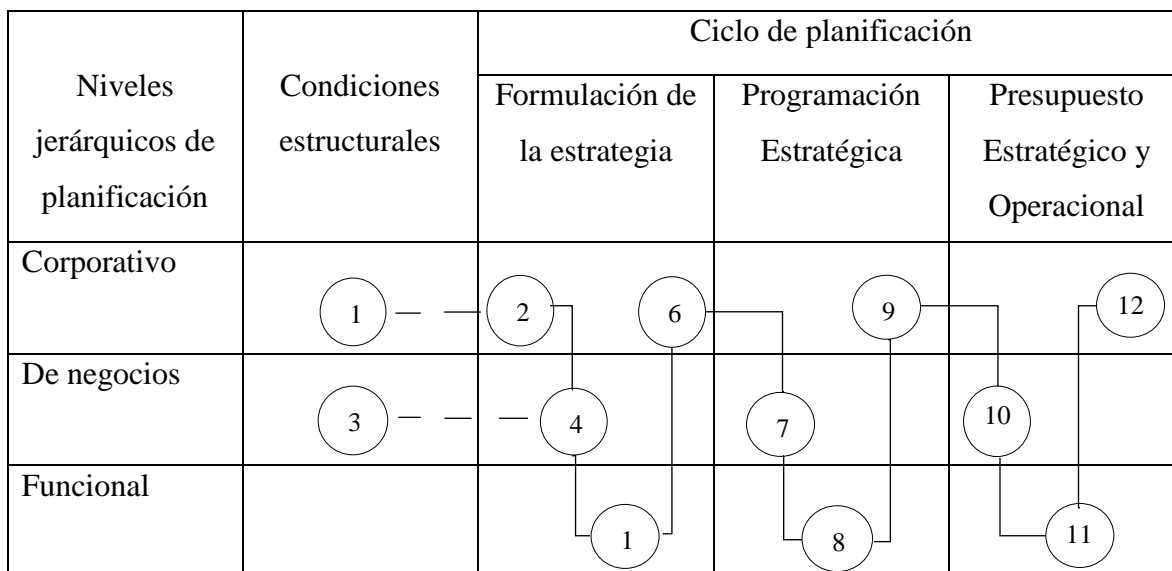 Niveles
jerárquicos de
planificación
Condiciones
estructurales
Ciclo de planificación
Formulación de
la estrategia
Programación
Estratégica
Presupuesto
Estratégico y
Operacional
Corporativo
1
2
6
9
12
De negocios
3
4
7
10
Funcional
1
8
11